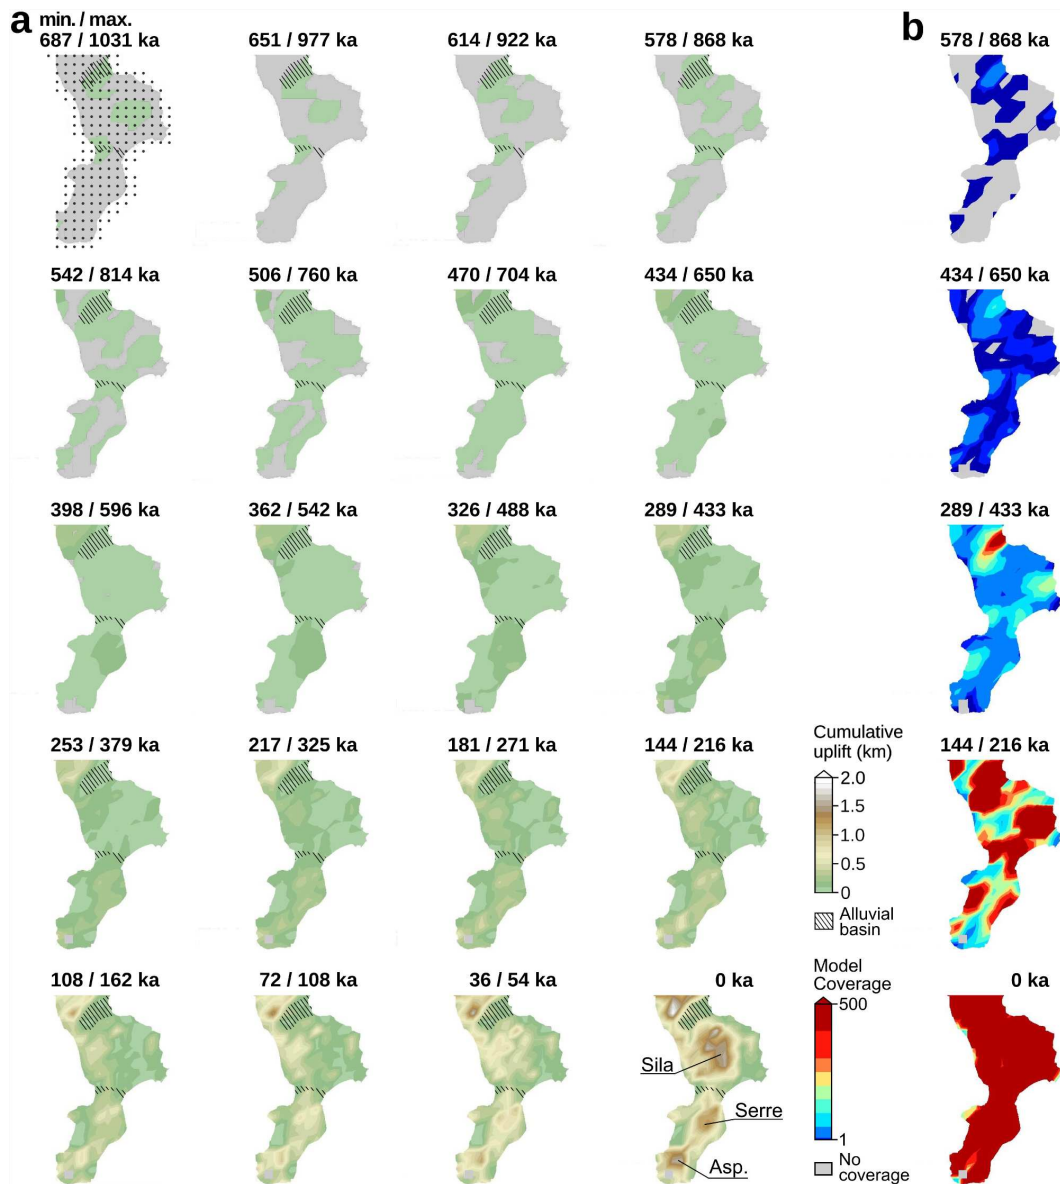 a
min. / max.
687 / 1031 ka
651 / 977 ka
614 / 922 ka
578 / 868 ka
b
578 / 868 ka
542 / 814 ka
506 / 760 ka
470 / 704 ka
434 / 650 ka
434 / 650 ka
398 / 596 ka
362 / 542 ka
326 / 488 ka
289 / 433 ka
289 / 433 ka
253 / 379 ka
217 / 325 ka
181 / 271 ka
144 / 216 ka
Cumulative
uplift (km)
2.0
1.5
1.0
0.5
0
Alluvial
basin
144 / 216 ka
108 / 162 ka
72 / 108 ka
36 / 54 ka
0 ka
Sila
Serre
Asp.
Model
Coverage
500
1
No
coverage
0 ka